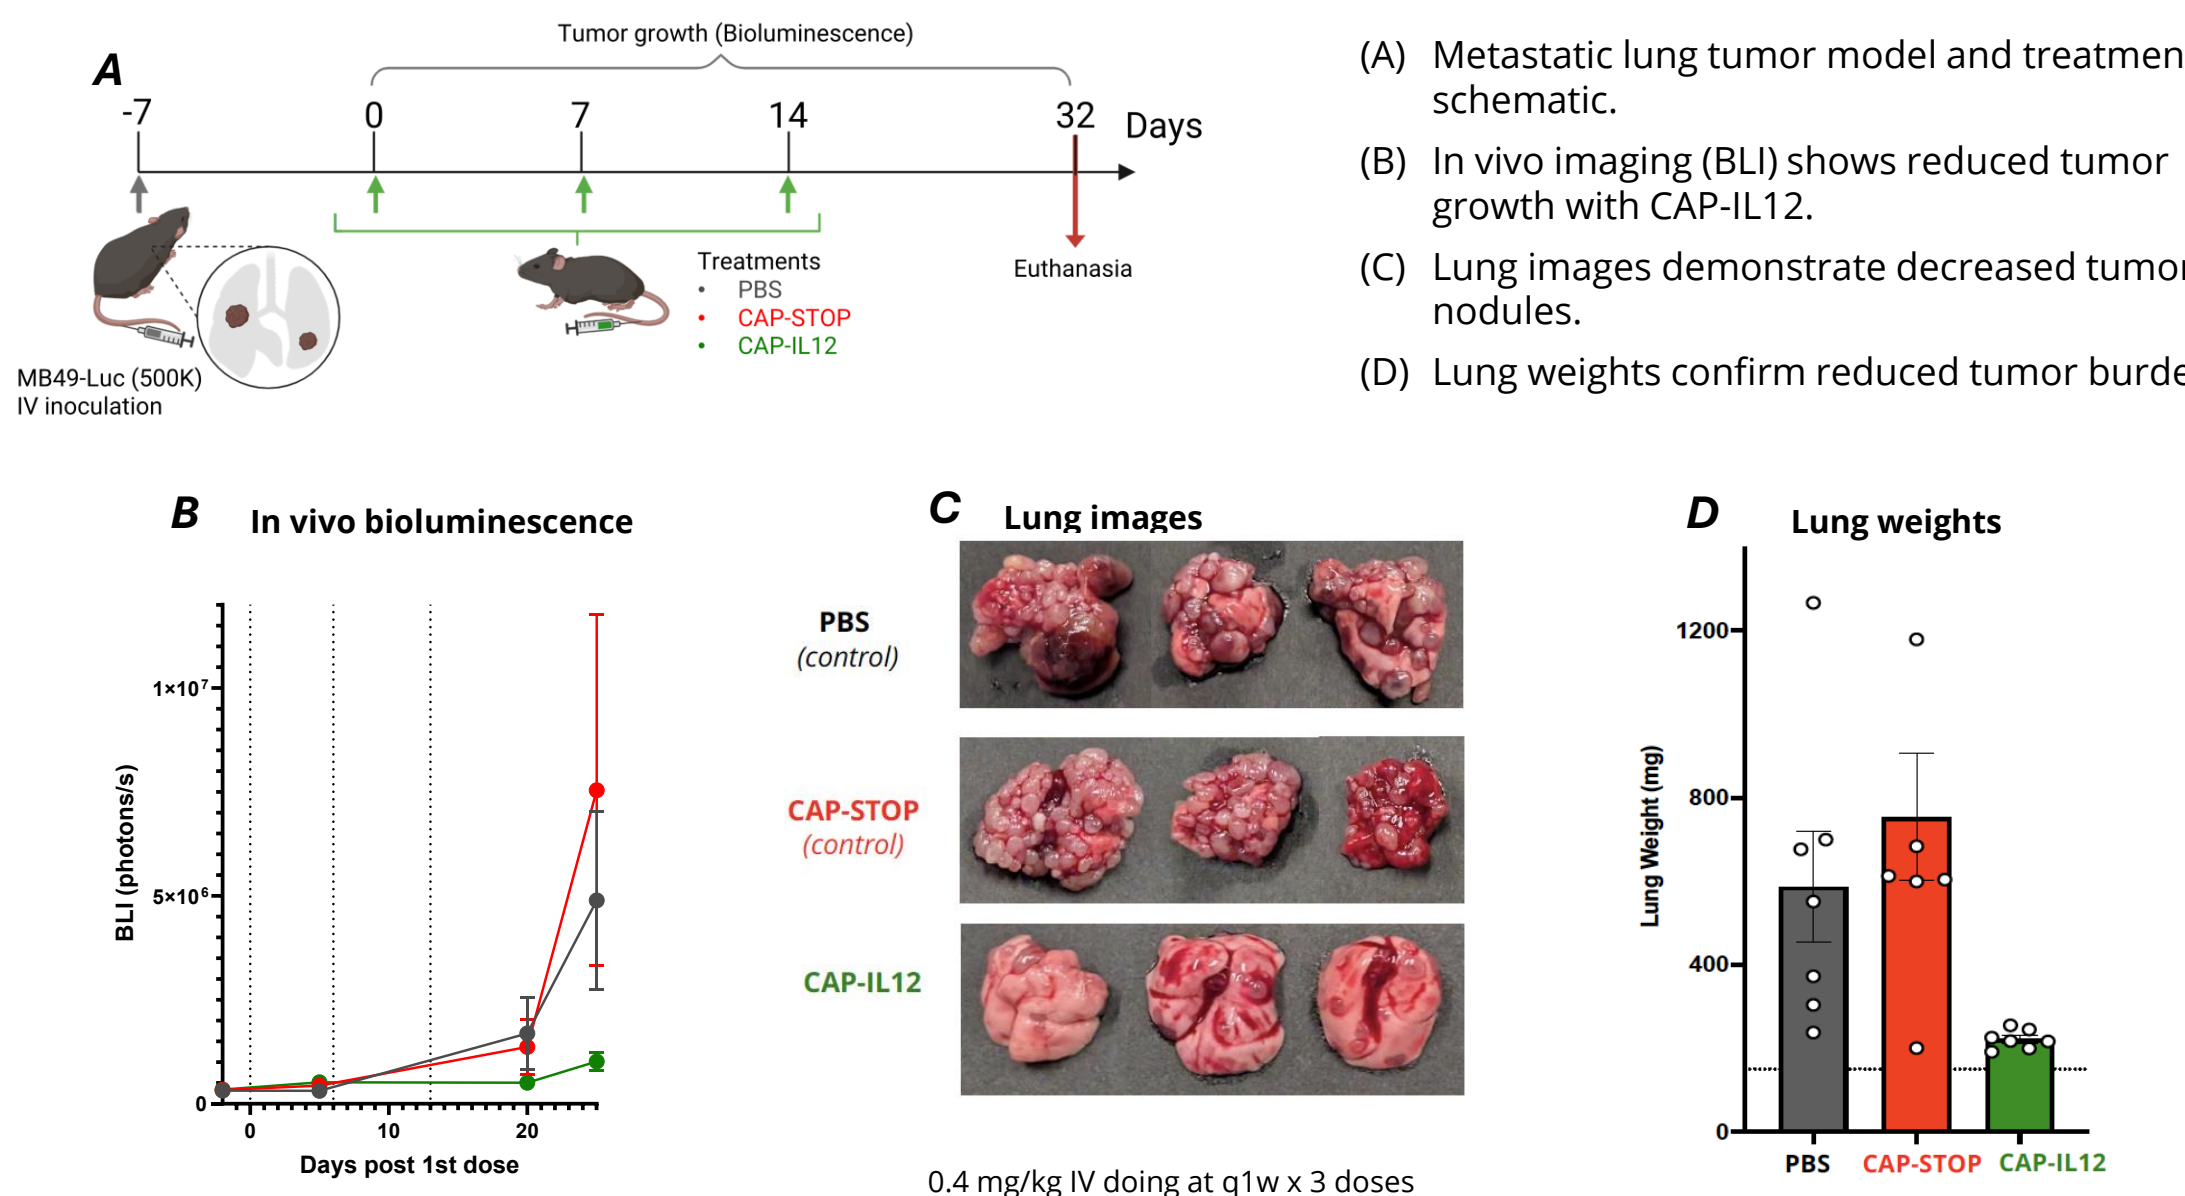 Tumor growth (Bioluminescence)
A
-7 0 7 14 32 Days
Treatments
• PBS
• CAP-STOP
• CAP-IL12
Euthanasia
MB49-Luc (500K)
IV inoculation
(A) Metastatic lung tumor model and treatmen
schematic.
(B) In vivo imaging (BLI) shows reduced tumor
growth with CAP-IL12.
(C) Lung images demonstrate decreased tumor
nodules.
(D) Lung weights confirm reduced tumor burde
B In vivo bioluminescence
BLI (photons/s)
1×10⁷
5×10⁶
0
0 10 20
Days post 1st dose
C Lung images
PBS
(control)
CAP-STOP
(control)
CAP-IL12
0.4 mg/kg IV doing at q1w x 3 doses
D Lung weights
Lung Weight (mg)
1200
800
400
0
PBS CAP-STOP CAP-IL12